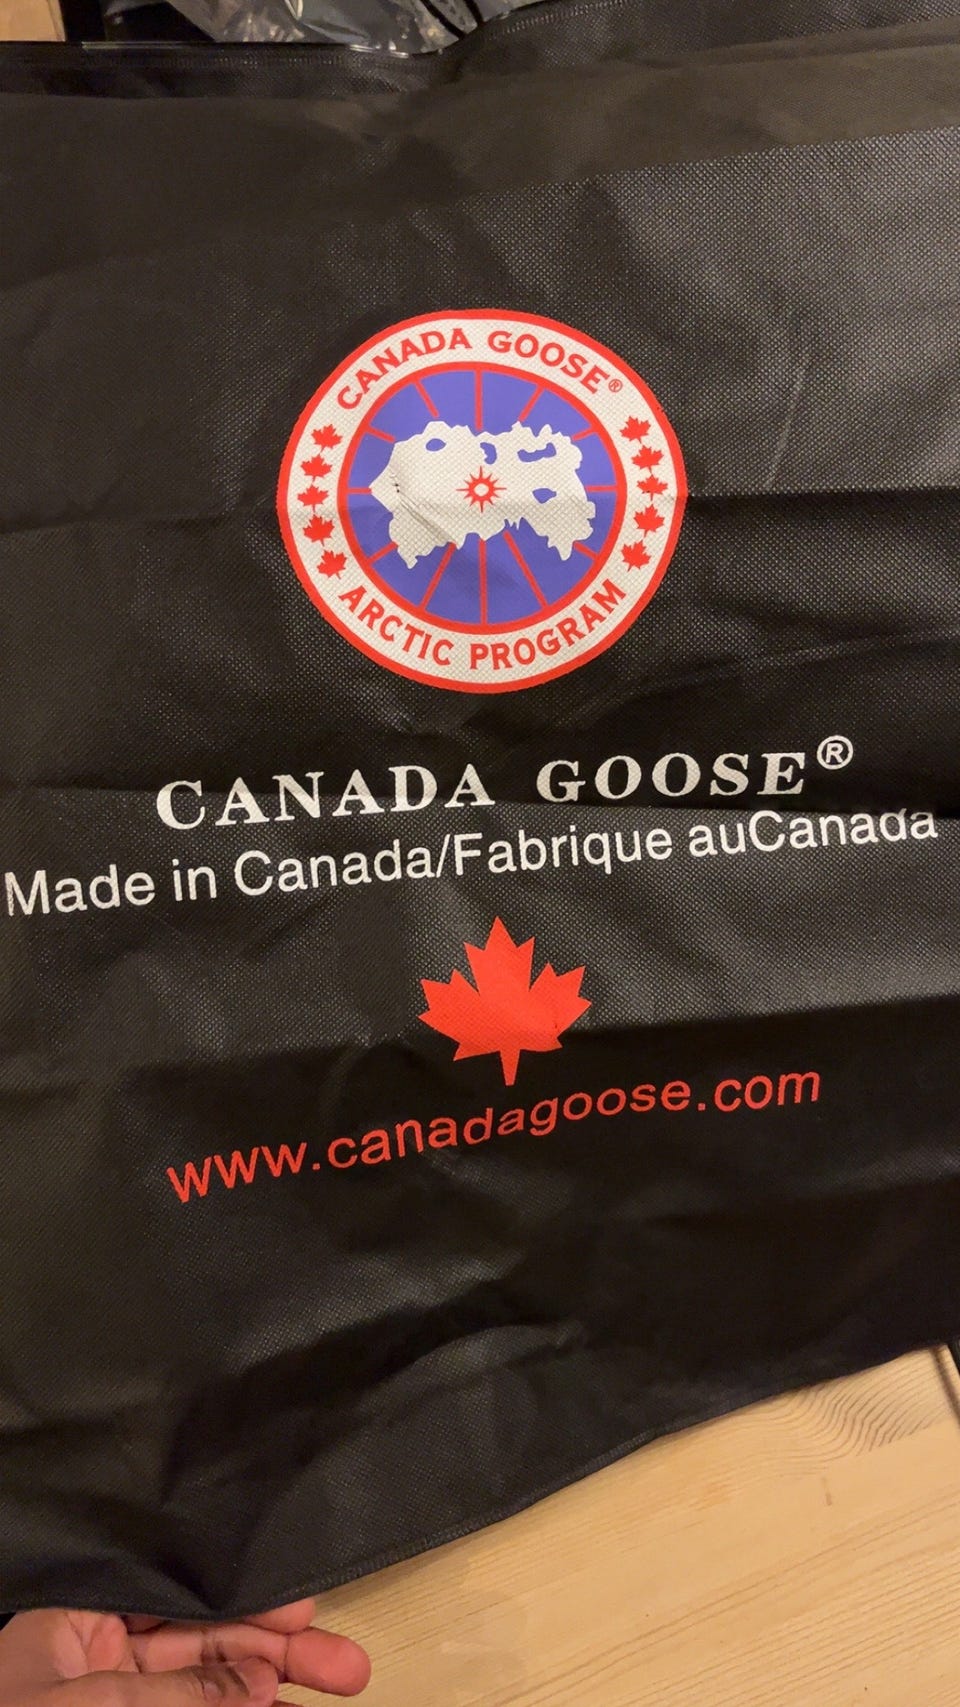 CANADA GOOSE®
ARCTIC PROGRAM
CANADA GOOSE®
Made in Canada/Fabrique auCanada
www.canadagoose.com